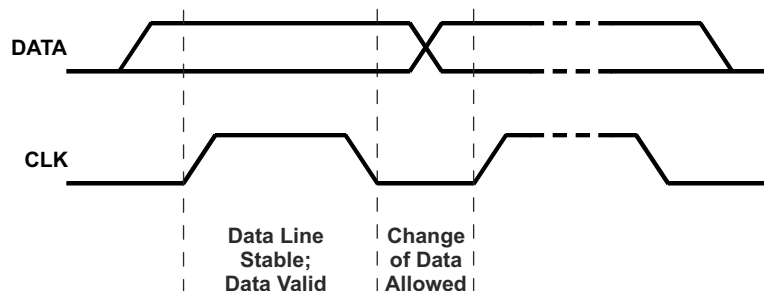 DATA
CLK
Data Line
Stable;
Data Valid
Change
of Data
Allowed